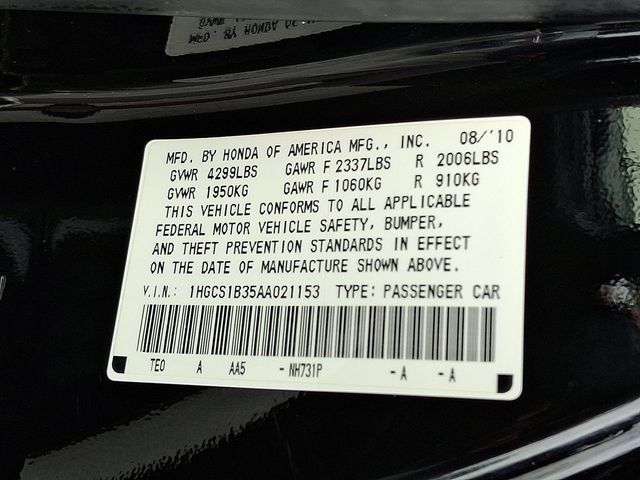 MFD. BY HONDA OF AMERICA MFG., INC. 08/'10
GVWR 4299LBS GAWR F 2337LBS R 2006LBS
GVWR 1950KG GAWR F 1060KG R 910KG
THIS VEHICLE CONFORMS TO ALL APPLICABLE
FEDERAL MOTOR VEHICLE SAFETY, BUMPER,
AND THEFT PREVENTION STANDARDS IN EFFECT
ON THE DATE OF MANUFACTURE SHOWN ABOVE.
V.I.N.: 1HGCS1B35AA021153 TYPE: PASSENGER CAR
TE0 A AA5 - NH731P - A - A